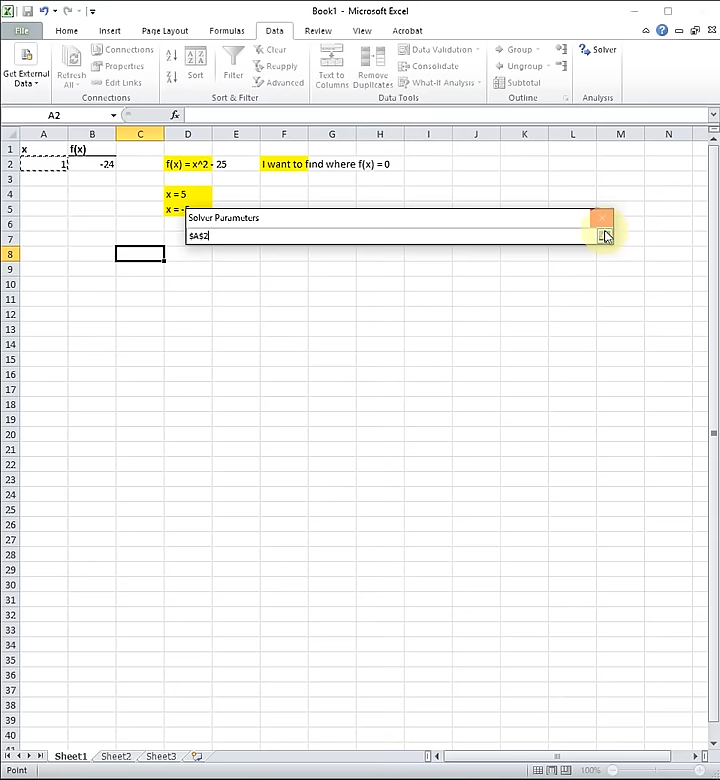 Book1 - Microsoft Excel
File Home Insert Page Layout Formulas Data Review View Acrobat
Get External Data
Refresh All
Connections
Properties
Edit Links
Connections
Sort
Filter
Clear
Reapply
Advanced
Sort & Filter
Text to Columns
Remove Duplicates
Data Validation
Consolidate
What-If Analysis
Data Tools
Group
Ungroup
Subtotal
Outline
Solver
Analysis
A2 fx
A B C D E F G H I J K L M N
1 x f(x)
2 1 -24 f(x) = x^2 - 25 I want to find where f(x) = 0
3
4 x = 5
5 x = -5
Solver Parameters
6
$A$2
7
8
9
10
11
12
13
14
15
16
17
18
19
20
21
22
23
24
25
26
27
28
29
30
31
32
33
34
35
36
37
38
39
40
41
Sheet1 Sheet2 Sheet3
Point 100%